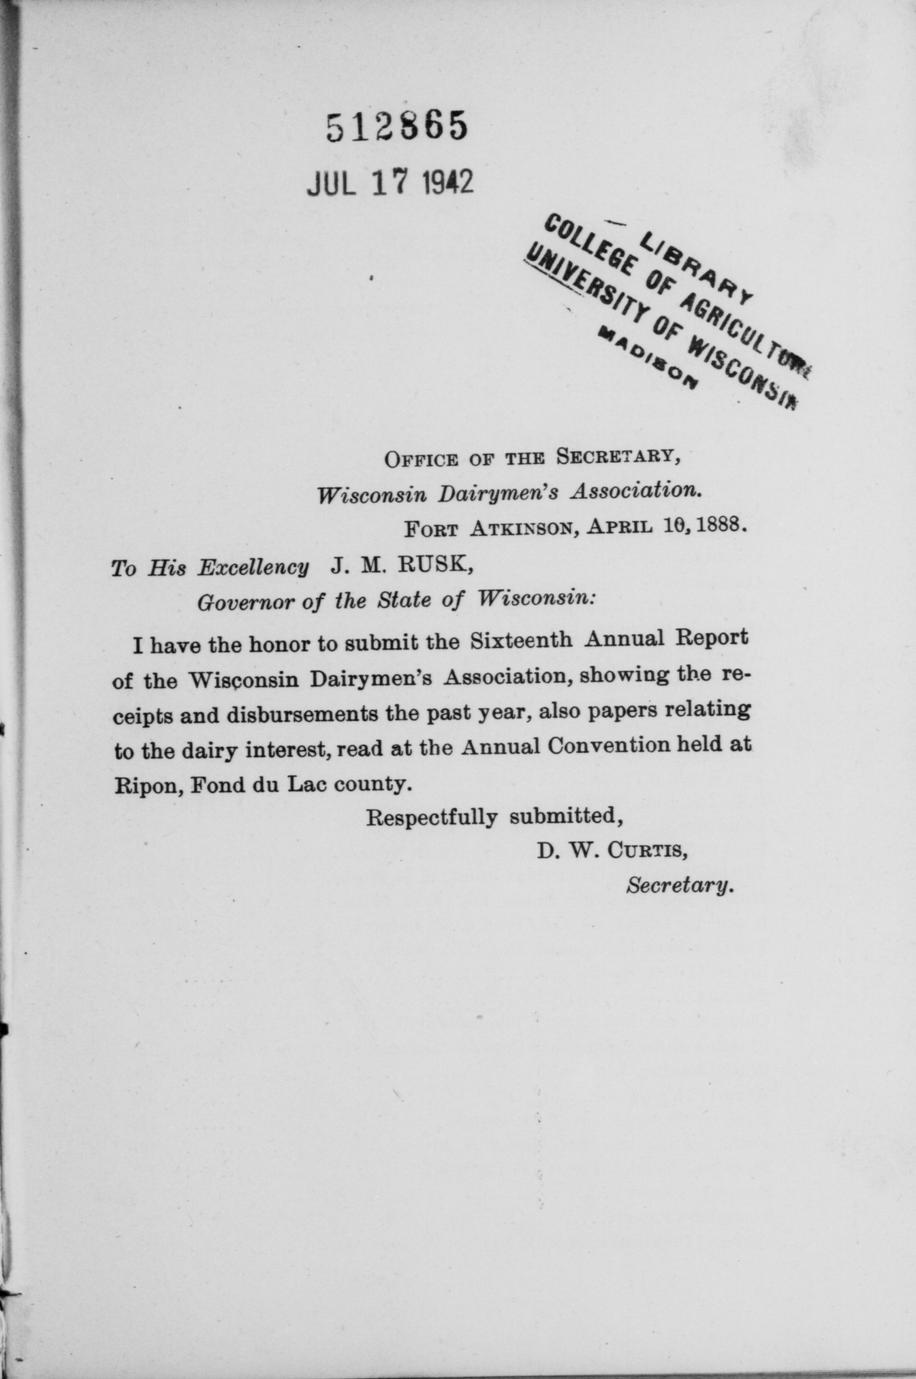 512865
JUL 17 1942
LIBRARY
COLLEGE OF AGRICULTURE
UNIVERSITY OF WISCONSIN
MADISON
OFFICE OF THE SECRETARY,
Wisconsin Dairymen's Association.
FORT ATKINSON, APRIL 10, 1888.
To His Excellency J. M. RUSK,
Governor of the State of Wisconsin:
I have the honor to submit the Sixteenth Annual Report
of the Wisconsin Dairymen's Association, showing the re-
ceipts and disbursements the past year, also papers relating
to the dairy interest, read at the Annual Convention held at
Ripon, Fond du Lac county.
Respectfully submitted,
D. W. CURTIS,
Secretary.